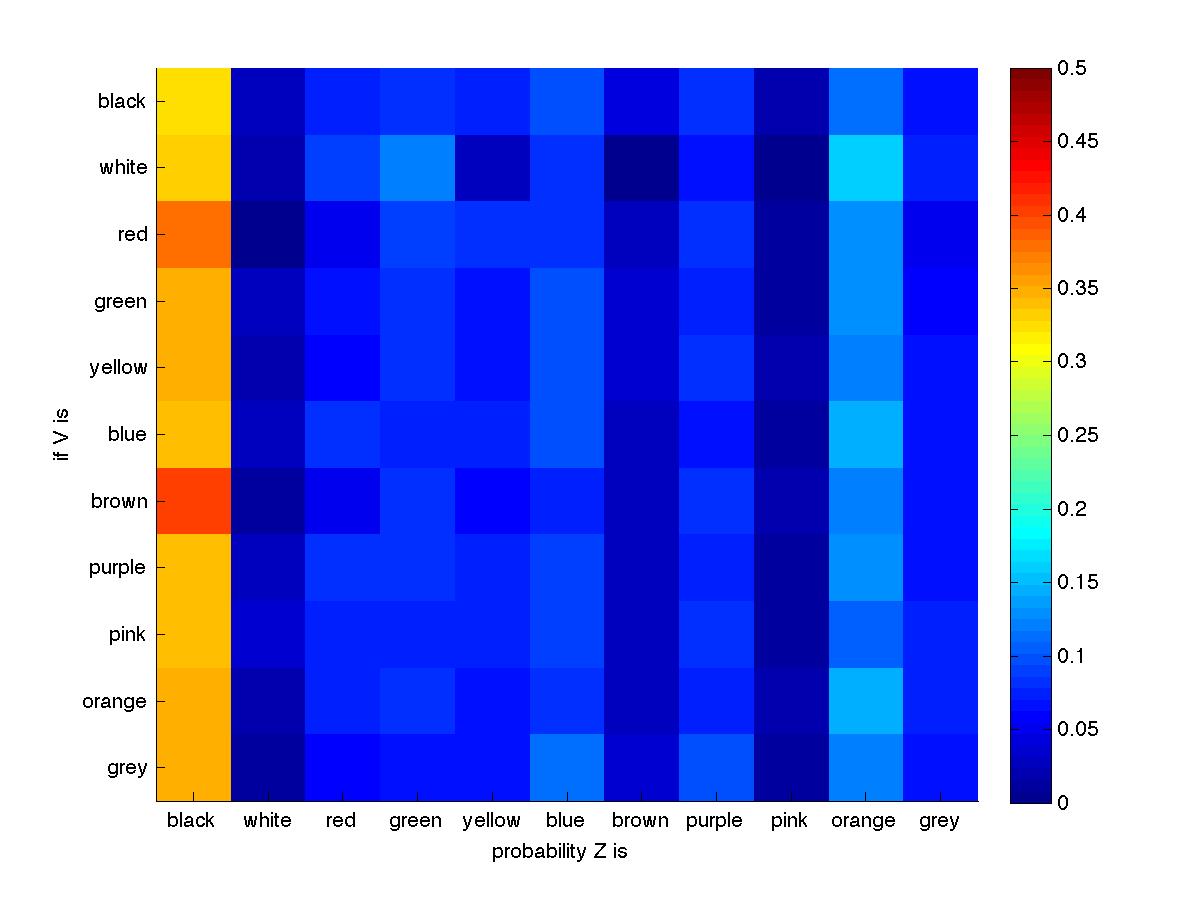 if V is
black
white
red
green
yellow
blue
brown
purple
pink
orange
grey
black white red green yellow blue brown purple pink orange grey
probability Z is
0.5
0.45
0.4
0.35
0.3
0.25
0.2
0.15
0.1
0.05
0